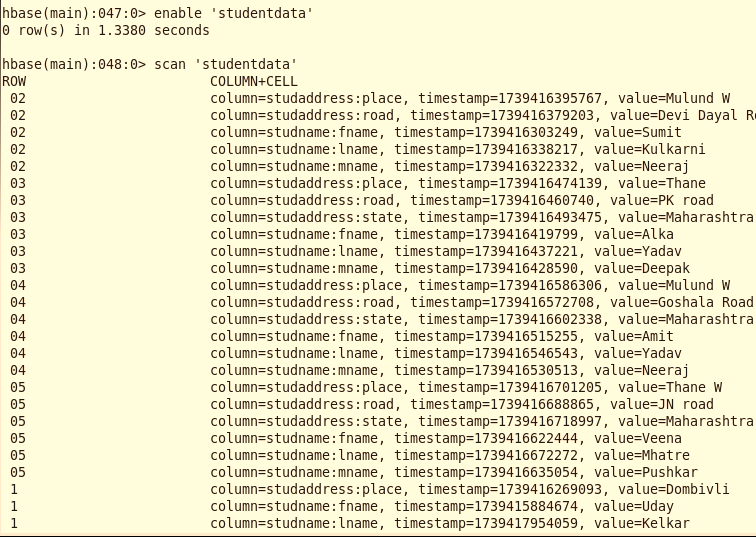 hbase(main):047:0> enable 'studentdata'
0 row(s) in 1.3380 seconds
hbase(main):048:0> scan 'studentdata'
ROW COLUMN+CELL
02 column=studaddress:place, timestamp=1739416395767, value=Mulund W
02 column=studaddress:road, timestamp=1739416379203, value=Devi Dayal
02 column=studname:fname, timestamp=1739416303249, value=Sumit
02 column=studname:lname, timestamp=1739416338217, value=Kulkarni
02 column=studname:mname, timestamp=1739416322332, value=Neeraj
03 column=studaddress:place, timestamp=1739416474139, value=Thane
03 column=studaddress:road, timestamp=1739416460740, value=PK road
03 column=studaddress:state, timestamp=1739416493475, value=Maharashtra
03 column=studname:fname, timestamp=1739416419799, value=Alka
03 column=studname:lname, timestamp=1739416437221, value=Yadav
03 column=studname:mname, timestamp=1739416428590, value=Deepak
04 column=studaddress:place, timestamp=1739416586306, value=Mulund W
04 column=studaddress:road, timestamp=1739416572708, value=Goshala Road
04 column=studaddress:state, timestamp=1739416602338, value=Maharashtra
04 column=studname:fname, timestamp=1739416515255, value=Amit
04 column=studname:lname, timestamp=1739416546543, value=Yadav
04 column=studname:mname, timestamp=1739416530513, value=Neeraj
05 column=studaddress:place, timestamp=1739416701205, value=Thane W
05 column=studaddress:road, timestamp=1739416688865, value=JN road
05 column=studaddress:state, timestamp=1739416718997, value=Maharashtra
05 column=studname:fname, timestamp=1739416622444, value=Veena
05 column=studname:lname, timestamp=1739416672272, value=Mhatre
05 column=studname:mname, timestamp=1739416635054, value=Pushkar
1 column=studaddress:place, timestamp=1739416269093, value=Dombivli
1 column=studname:fname, timestamp=1739415884674, value=Uday
1 column=studname:lname, timestamp=1739417954059, value=Kelkar